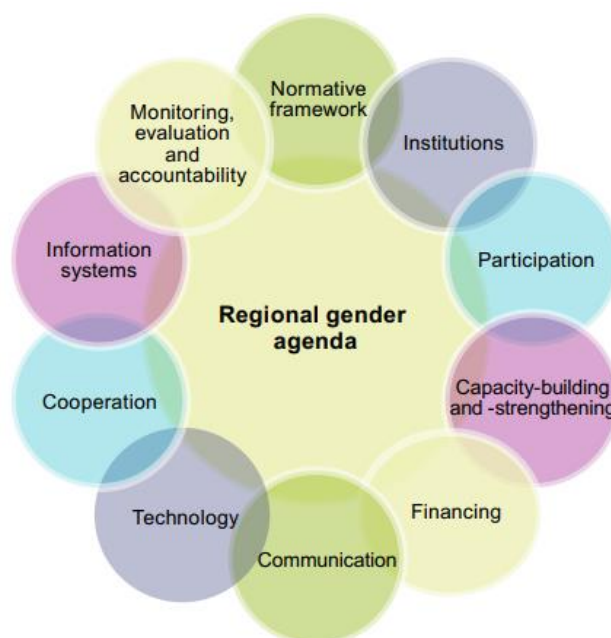 Normative
framework
Institutions
Participation
Capacity-building
and -strengthening
Financing
Communication
Technology
Cooperation
Information
systems
Monitoring,
evaluation
and
accountability
Regional gender
agenda